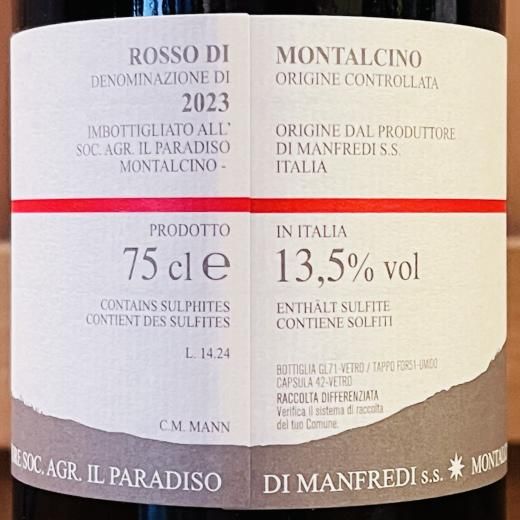 ROSSO DI MONTALCINO
DENOMINAZIONE DI ORIGINE CONTROLLATA
2023
IMBOTTIGLIATO ALL' ORIGINE DAL PRODUTTORE
SOC. AGR. IL PARADISO DI MANFREDI S.S.
MONTALCINO - ITALIA
PRODOTTO IN ITALIA
75 cl e 13,5% vol
CONTAINS SULPHITES ENTHÄLT SULFITE
CONTIENT DES SULFITES CONTIENE SOLFITI
L. 14.24
BOTTIGLIA GL71-VETRO / TAPPO FOR51-UMIDO
CAPSULA 42-VETRO
RACCOLTA DIFFERENZIATA
Verifica il sistema di raccolta
del tuo Comune.
C.M. MANN
SOC. AGR. IL PARADISO DI MANFREDI s.s.